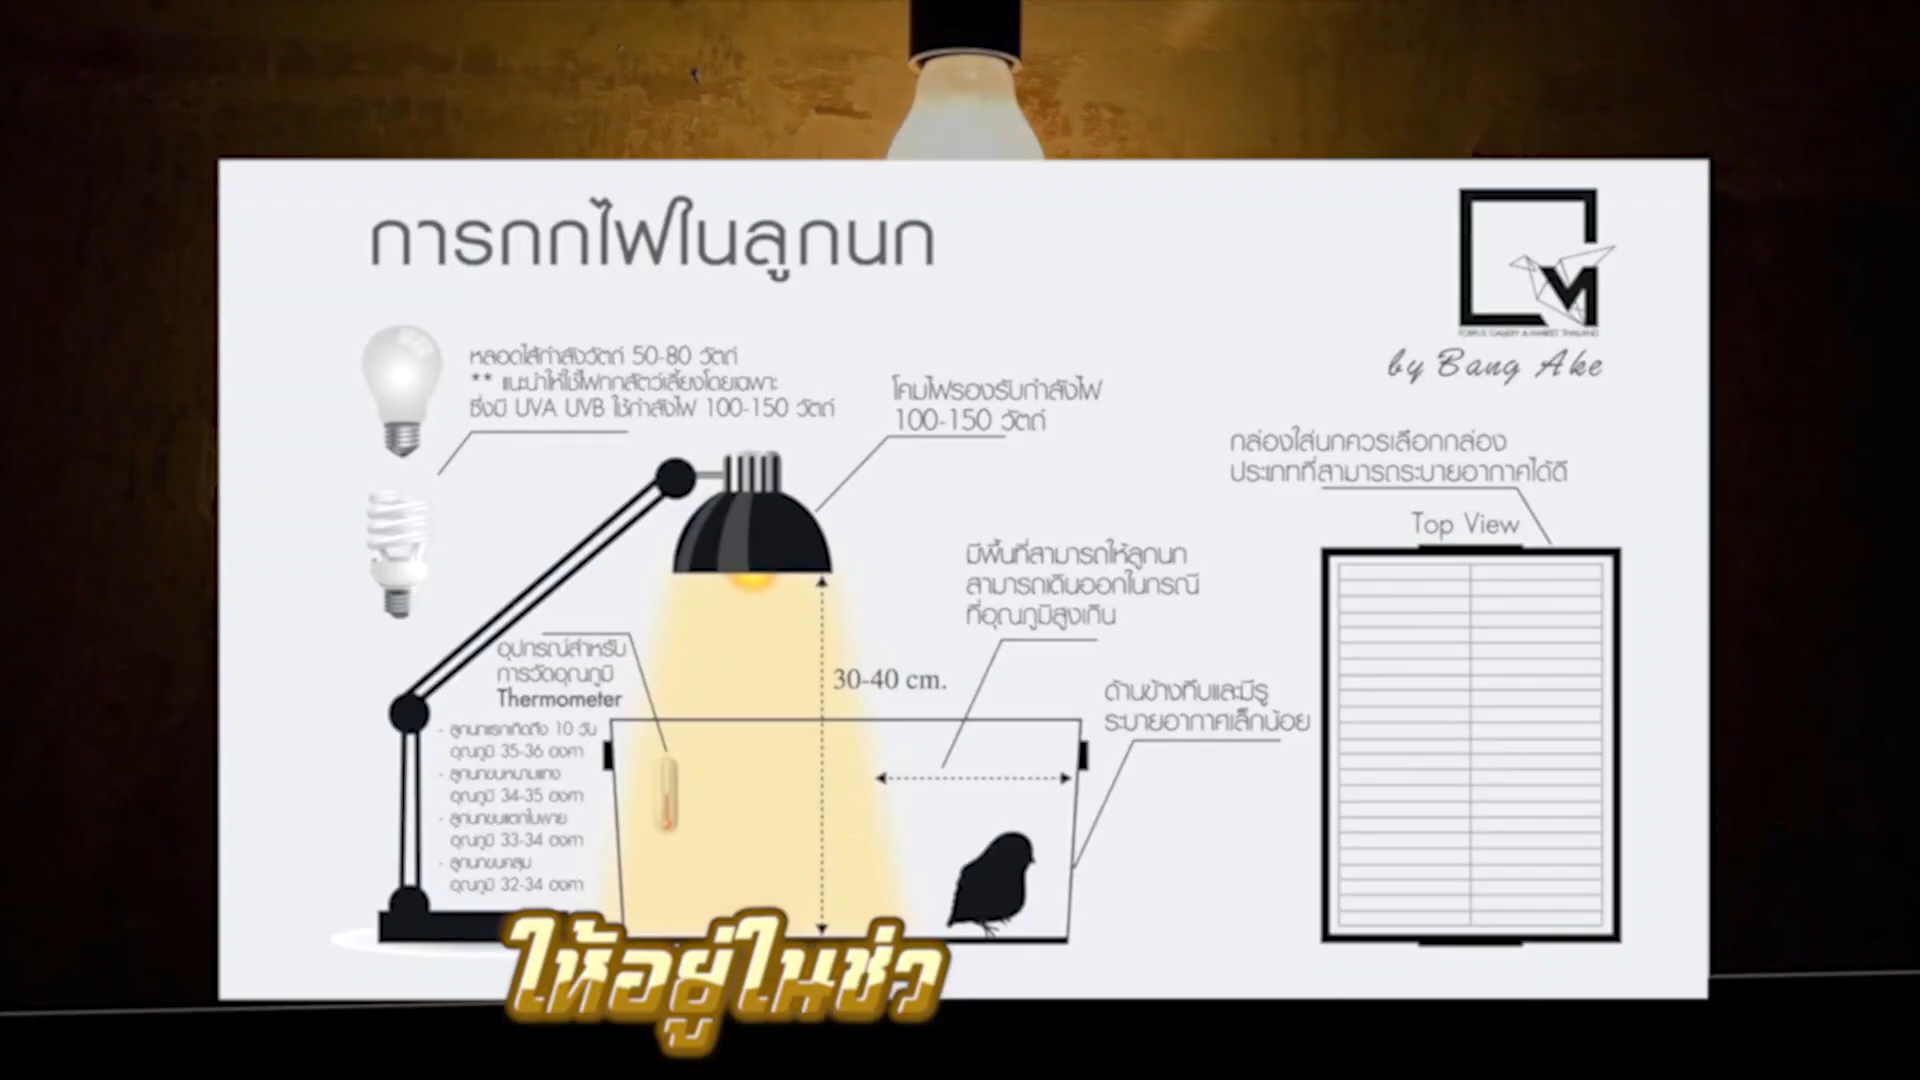 การกกไฟในลูกนก
FORPUS GALLERY & MARKET THAILAND
by Bang Ake
หลอดไส้กำลังวัตต์ 50-80 วัตต์
** แนะนำให้ใช้ไฟกกสัตว์เลี้ยงโดยเฉพาะ
ซึ่งมี UVA UVB ใช้กำลังไฟ 100-150 วัตต์
โคมไฟรองรับกำลังไฟ
100-150 วัตต์
กล่องใส่นกควรเลือกกล่อง
ประเภทที่สามารถระบายอากาศได้ดี
Top View
มีพื้นที่สามารถให้ลูกนก
สามารถเดินออกในกรณี
ที่อุณภูมิสูงเกิน
อุปกรณ์สำหรับ
การวัดอุณภูมิ
Thermometer
30-40 cm.
ด้านข้างทึบและมีรู
ระบายอากาศเล็กน้อย
- ลูกนกแรกเกิดถึง 10 วัน
อุณภูมิ 35-36 องศา
- ลูกนกขนหนามแทง
อุณภูมิ 34-35 องศา
- ลูกนกขนแตกใบพาย
อุณภูมิ 33-34 องศา
- ลูกนกขนคลุม
อุณภูมิ 32-34 องศา
ให้อยู่ในช่ว